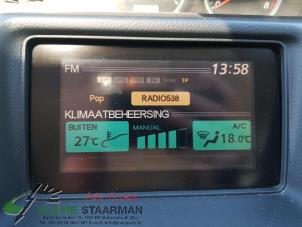 FM 13:58
TP
Pop RADIO538
KLIMAATBEHEERSING
BUITEN MANUAL A/C
27°C 18.0°C
KLEINE STAARMAN